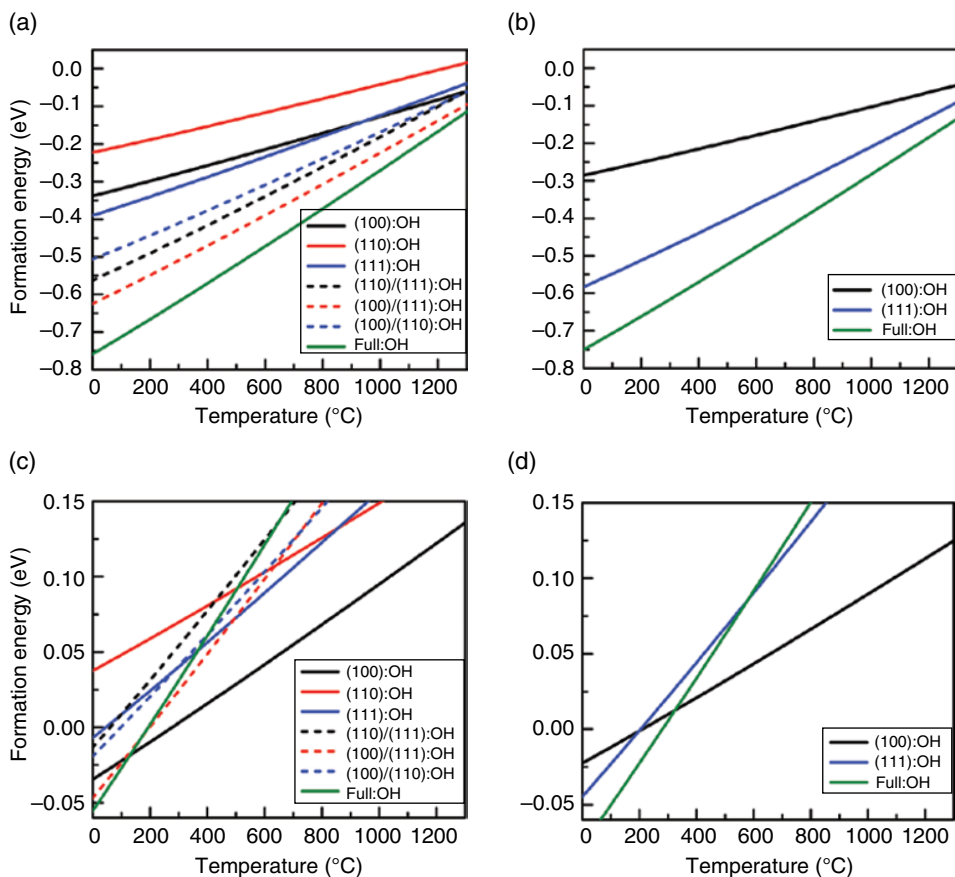 (a)
Formation energy (eV)
0.0
−0.1
−0.2
−0.3
−0.4
−0.5
−0.6
−0.7
−0.8
(100):OH
(110):OH
(111):OH
(110)/(111):OH
(100)/(111):OH
(100)/(110):OH
Full:OH
0 200 400 600 800 1000 1200
Temperature (°C)
(b)
0.0
−0.1
−0.2
−0.3
−0.4
−0.5
−0.6
−0.7
−0.8
(100):OH
(111):OH
Full:OH
0 200 400 600 800 1000 1200
Temperature (°C)
(c)
Formation energy (eV)
0.15
0.10
0.05
0.00
−0.05
(100):OH
(110):OH
(111):OH
(110)/(111):OH
(100)/(111):OH
(100)/(110):OH
Full:OH
0 200 400 600 800 1000 1200
Temperature (°C)
(d)
0.15
0.10
0.05
0.00
−0.05
(100):OH
(111):OH
Full:OH
0 200 400 600 800 1000 1200
Temperature (°C)